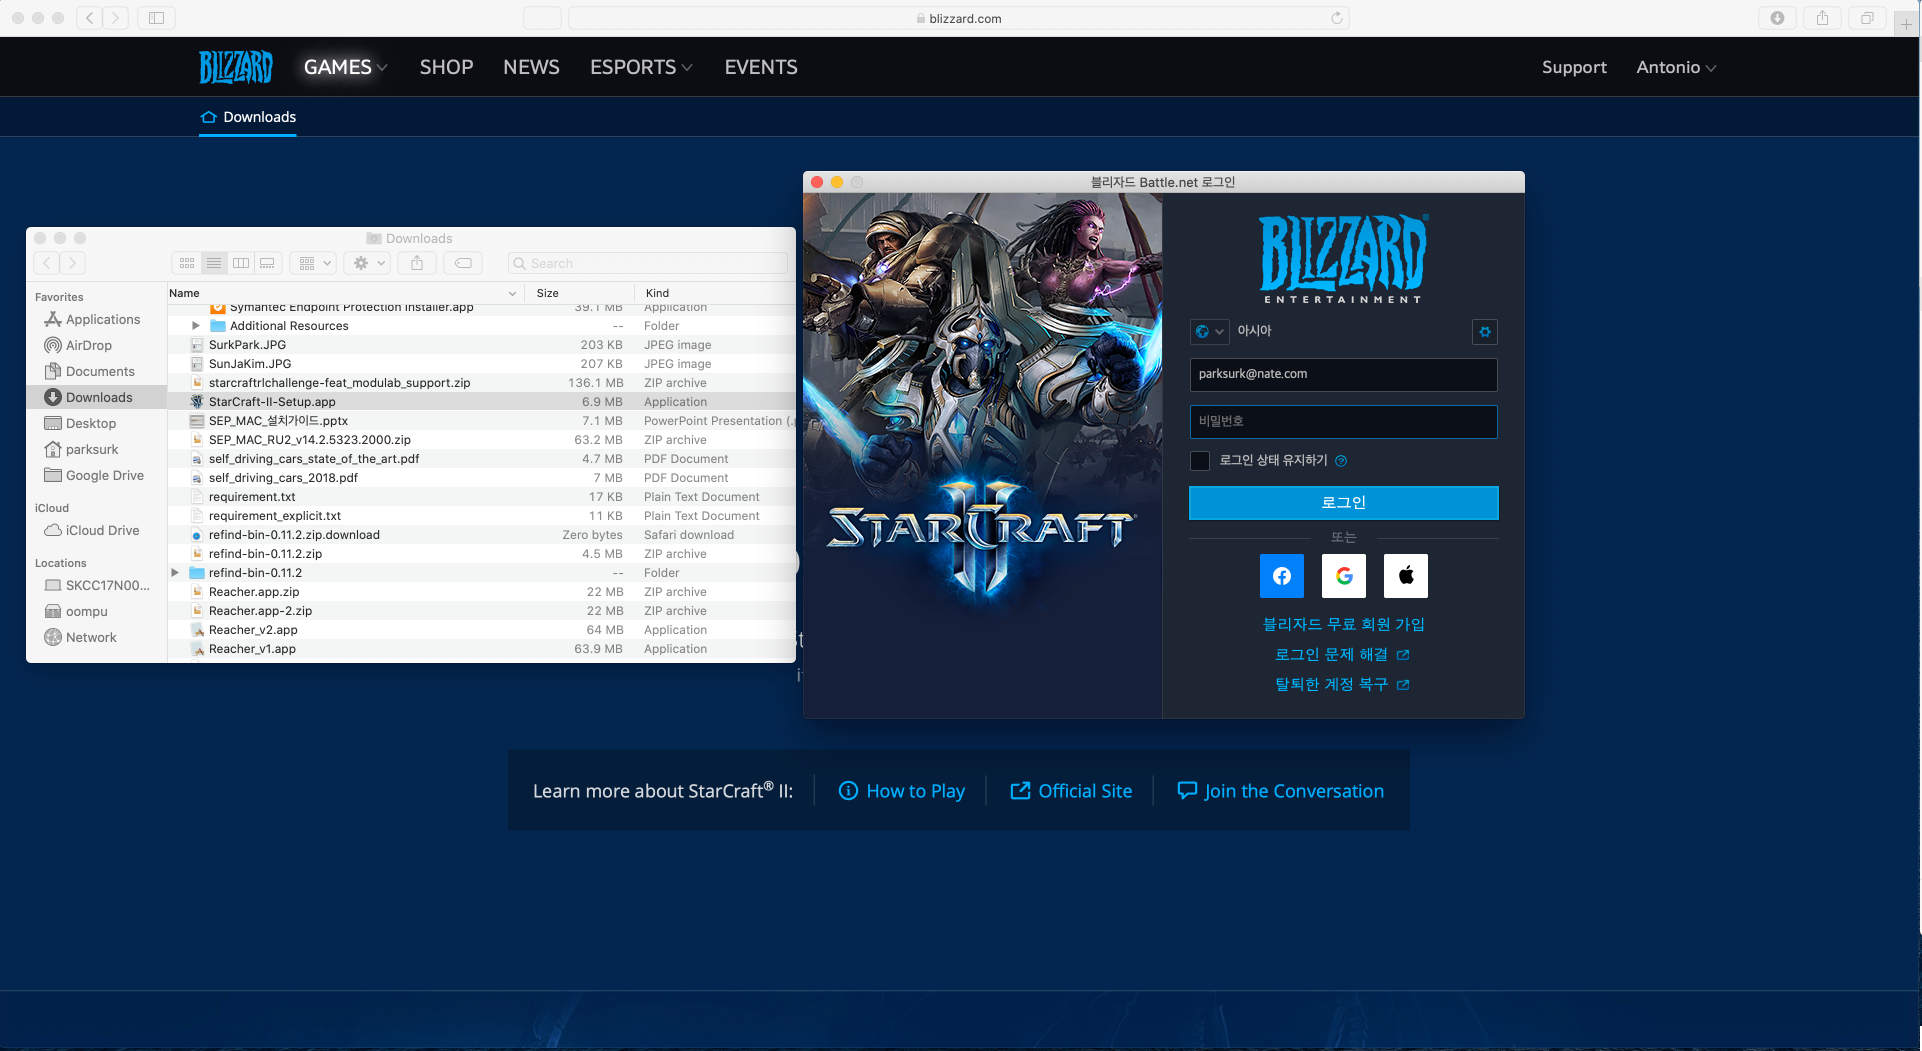 blizzard.com
BLIZZARD
GAMES
SHOP
NEWS
ESPORTS
EVENTS
Support
Antonio
Downloads
Downloads
Search
Name
Size
Kind
Favorites
Applications
AirDrop
Documents
Downloads
Desktop
parksurk
Google Drive
iCloud
iCloud Drive
Locations
SKCC17N00...
oompu
Network
Symantec Endpoint Protection Installer.app 39.1 MB Application
Additional Resources -- Folder
SurkPark.JPG 203 KB JPEG image
SunJaKim.JPG 207 KB JPEG image
starcraftrlchallenge-feat_modulab_support.zip 136.1 MB ZIP archive
StarCraft-II-Setup.app 6.9 MB Application
SEP_MAC_설치가이드.pptx 7.1 MB PowerPoint Presentation (.p
SEP_MAC_RU2_v14.2.5323.2000.zip 63.2 MB ZIP archive
self_driving_cars_state_of_the_art.pdf 4.7 MB PDF Document
self_driving_cars_2018.pdf 7 MB PDF Document
requirement.txt 17 KB Plain Text Document
requirement_explicit.txt 11 KB Plain Text Document
refind-bin-0.11.2.zip.download Zero bytes Safari download
refind-bin-0.11.2.zip 4.5 MB ZIP archive
refind-bin-0.11.2 -- Folder
Reacher.app.zip 22 MB ZIP archive
Reacher.app-2.zip 22 MB ZIP archive
Reacher_v2.app 64 MB Application
Reacher_v1.app 63.9 MB Application
블리자드 Battle.net 로그인
STARCRAFT
II
BLIZZARD
ENTERTAINMENT
아시아
parksurk@nate.com
비밀번호
로그인 상태 유지하기
로그인
또는
블리자드 무료 회원 가입
로그인 문제 해결
탈퇴한 계정 복구
Learn more about StarCraft® II:
How to Play
Official Site
Join the Conversation